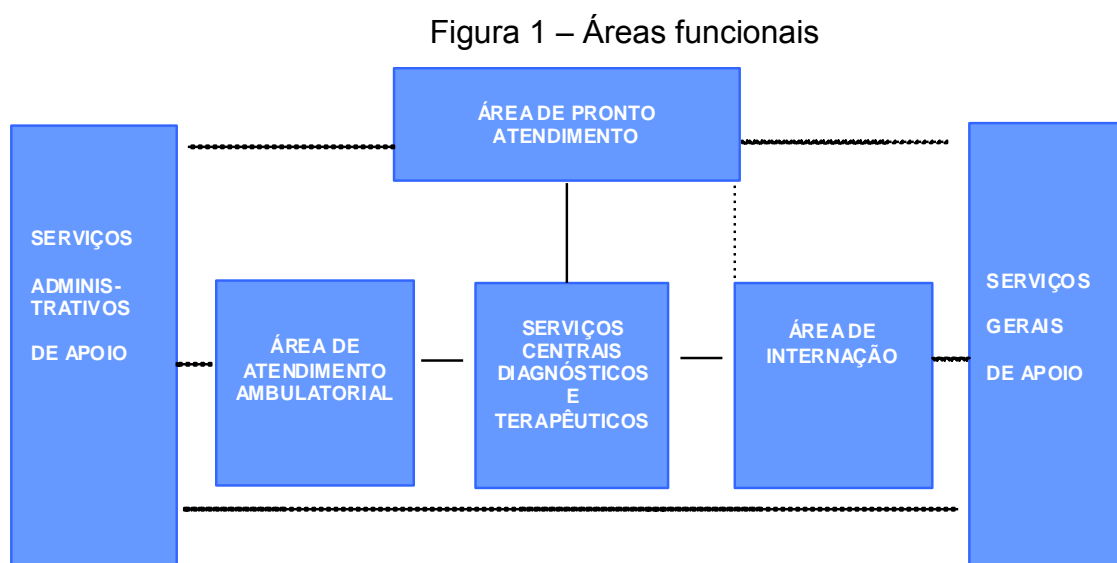 Figura 1 – Áreas funcionais
ÁREA DE PRONTO
ATENDIMENTO
SERVIÇOS
ADMINIS-
TRATIVOS
DE APOIO
ÁREA DE
ATENDIMENTO
AMBULATORIAL
SERVIÇOS
CENTRAIS
DIAGNÓSTICOS
E
TERAPÊUTICOS
ÁREA DE
INTERNAÇÃO
SERVIÇOS
GERAIS
DE APOIO